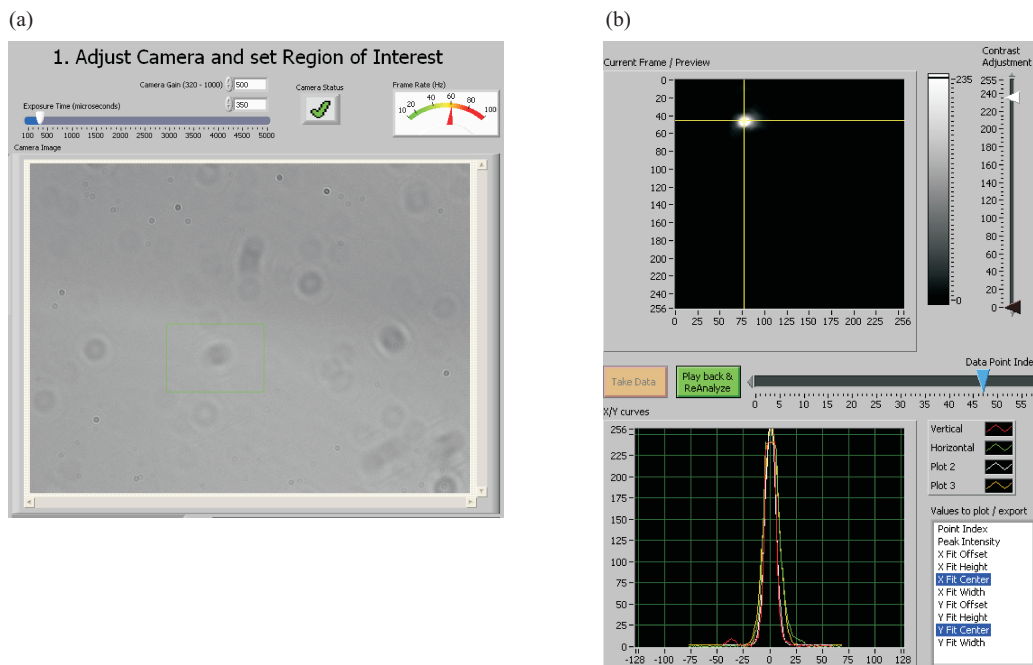 (a)
1. Adjust Camera and set Region of Interest
Camera Gain (320 - 1000) 500
350
Exposure Time (microseconds)
100 500 1000 1500 2000 2500 3000 3500 4000 4500 5000
Camera Status
Frame Rate (Hz)
10 20 40 60 80 100
Camera Image
(b)
Current Frame / Preview
0
20
40
60
80
100
120
140
160
180
200
220
240
256
0 25 50 75 100 125 150 175 200 225 256
235
0
Contrast
Adjustment
255
240
220
200
180
160
140
120
100
80
60
40
20
0
Take Data
Play back &
ReAnalyze
Data Point Inde
0 5 10 15 20 25 30 35 40 45 50 55
X/Y curves
256
225
200
175
150
125
100
75
50
25
0
-128 -100 -75 -50 -25 0 25 50 75 100 128
Vertical
Horizontal
Plot 2
Plot 3
Values to plot / export
Point Index
Peak Intensity
X Fit Offset
X Fit Height
X Fit Center
X Fit Width
Y Fit Offset
Y Fit Height
Y Fit Center
Y Fit Width